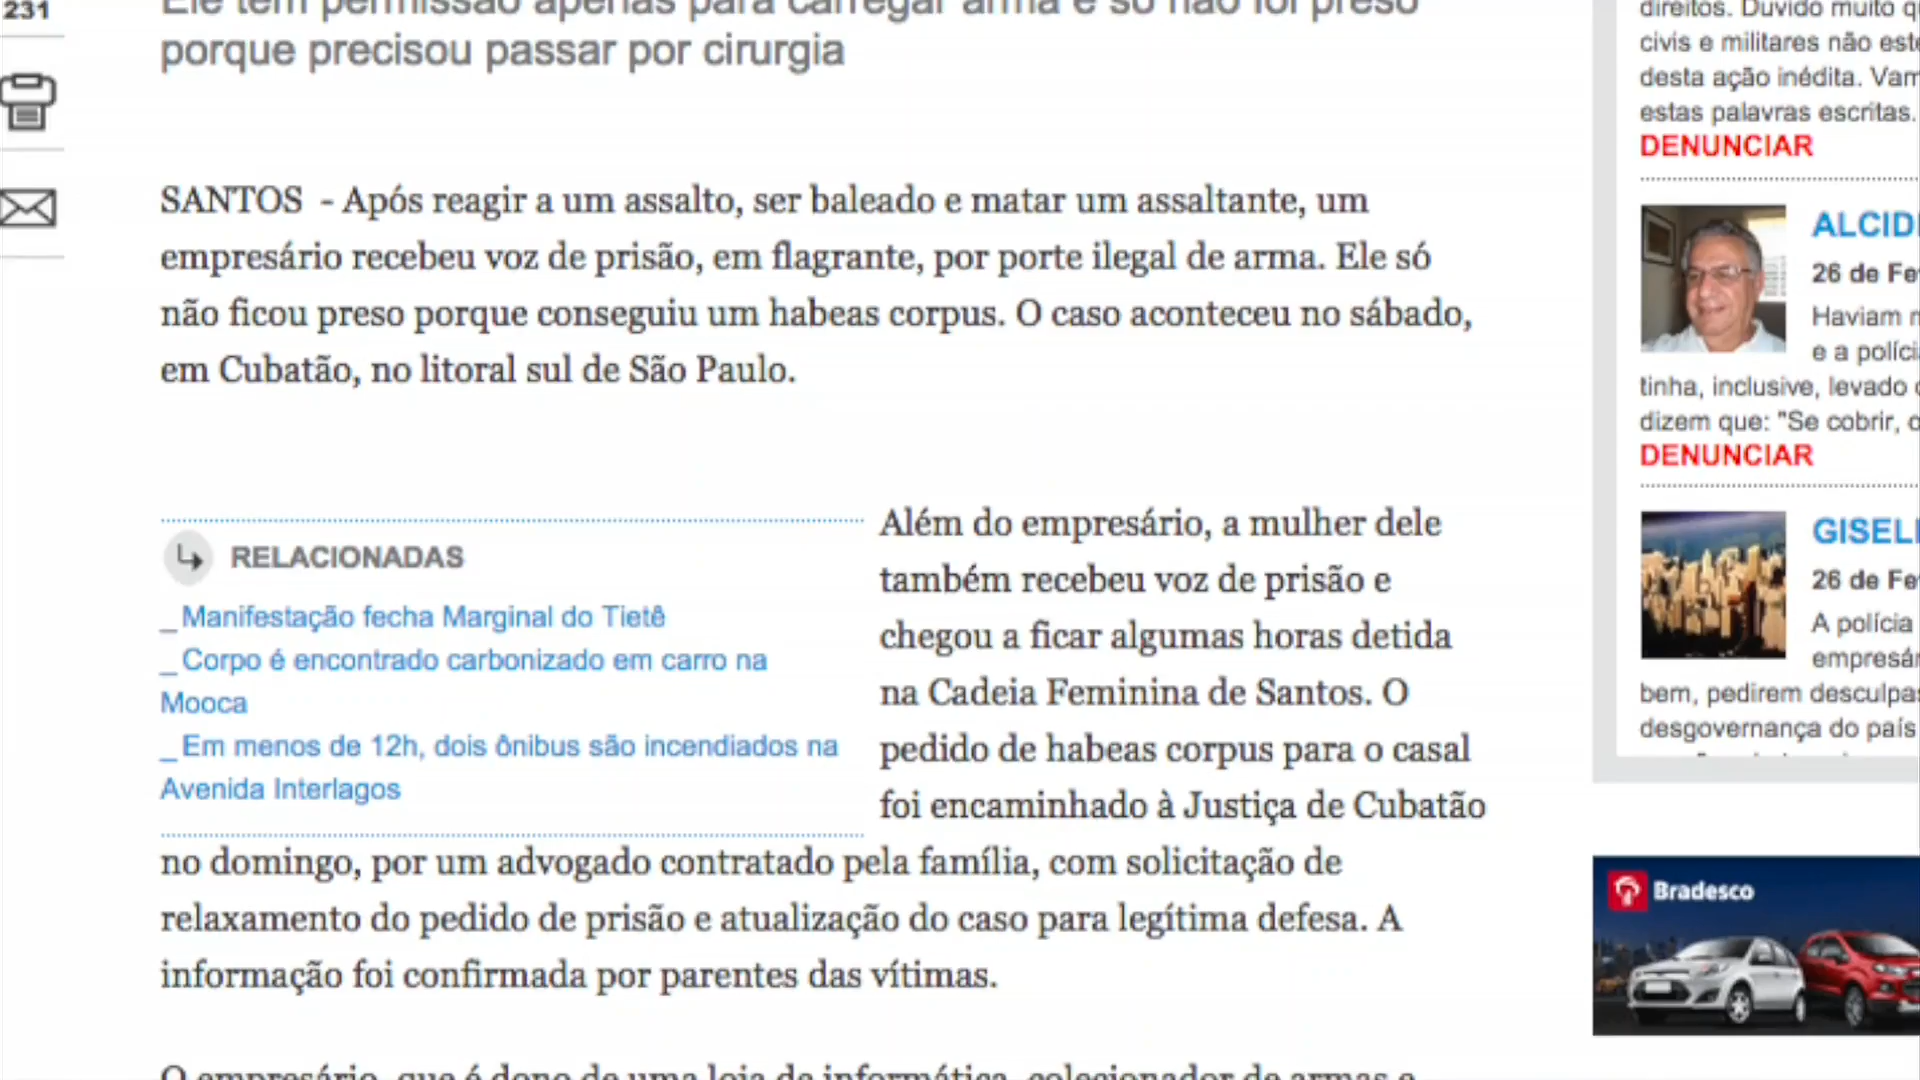 231
Ele tem permissão apenas para carregar arma e só não foi preso
porque precisou passar por cirurgia
SANTOS - Após reagir a um assalto, ser baleado e matar um assaltante, um
empresário recebeu voz de prisão, em flagrante, por porte ilegal de arma. Ele só
não ficou preso porque conseguiu um habeas corpus. O caso aconteceu no sábado,
em Cubatão, no litoral sul de São Paulo.
RELACIONADAS
_Manifestação fecha Marginal do Tietê
_Corpo é encontrado carbonizado em carro na
Mooca
_Em menos de 12h, dois ônibus são incendiados na
Avenida Interlagos
Além do empresário, a mulher dele
também recebeu voz de prisão e
chegou a ficar algumas horas detida
na Cadeia Feminina de Santos. O
pedido de habeas corpus para o casal
foi encaminhado à Justiça de Cubatão
no domingo, por um advogado contratado pela família, com solicitação de
relaxamento do pedido de prisão e atualização do caso para legítima defesa. A
informação foi confirmada por parentes das vítimas.
O empresário, que é dono de uma loja de informática, colecionador de armas e
direitos. Duvido muito q
civis e militares não est
desta ação inédita. Vam
estas palavras escritas.
DENUNCIAR
ALCID
26 de Fe
Haviam
e a políci
tinha, inclusive, levado
dizem que: "Se cobrir,
DENUNCIAR
GISEL
26 de Fe
A polícia
empresár
bem, pedirem desculpas
desgovernança do país
Bradesco